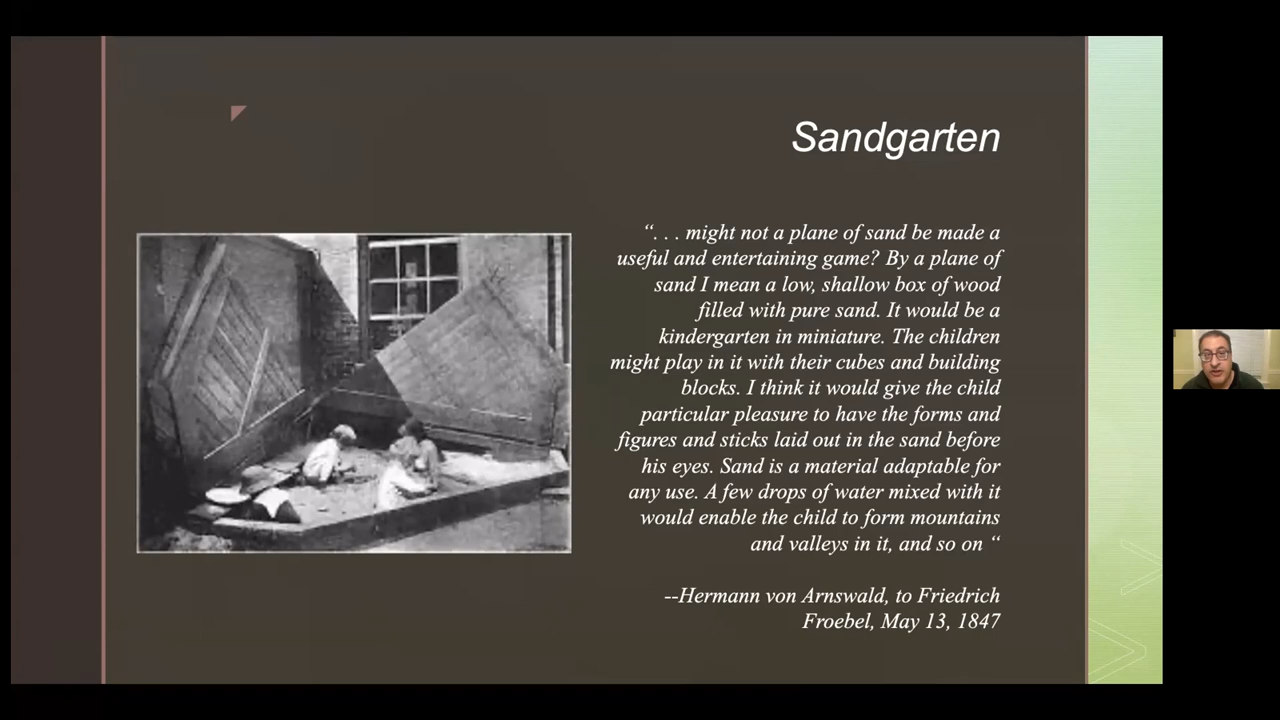 Sandgarten
“. . . might not a plane of sand be made a
useful and entertaining game? By a plane of
sand I mean a low, shallow box of wood
filled with pure sand. It would be a
kindergarten in miniature. The children
might play in it with their cubes and building
blocks. I think it would give the child
particular pleasure to have the forms and
figures and sticks laid out in the sand before
his eyes. Sand is a material adaptable for
any use. A few drops of water mixed with it
would enable the child to form mountains
and valleys in it, and so on “
--Hermann von Arnswald, to Friedrich
Froebel, May 13, 1847